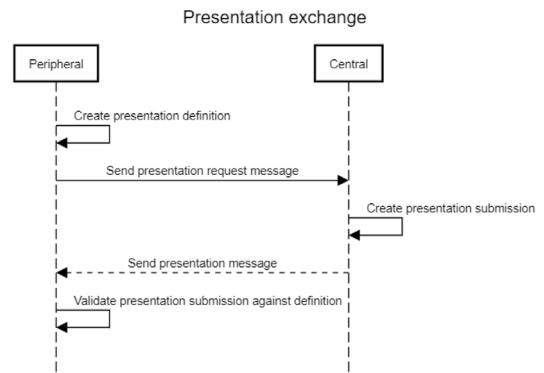 Presentation exchange
Peripheral
Central
Create presentation definition
Send presentation request message
Create presentation submission
Send presentation message
Validate presentation submission against definition